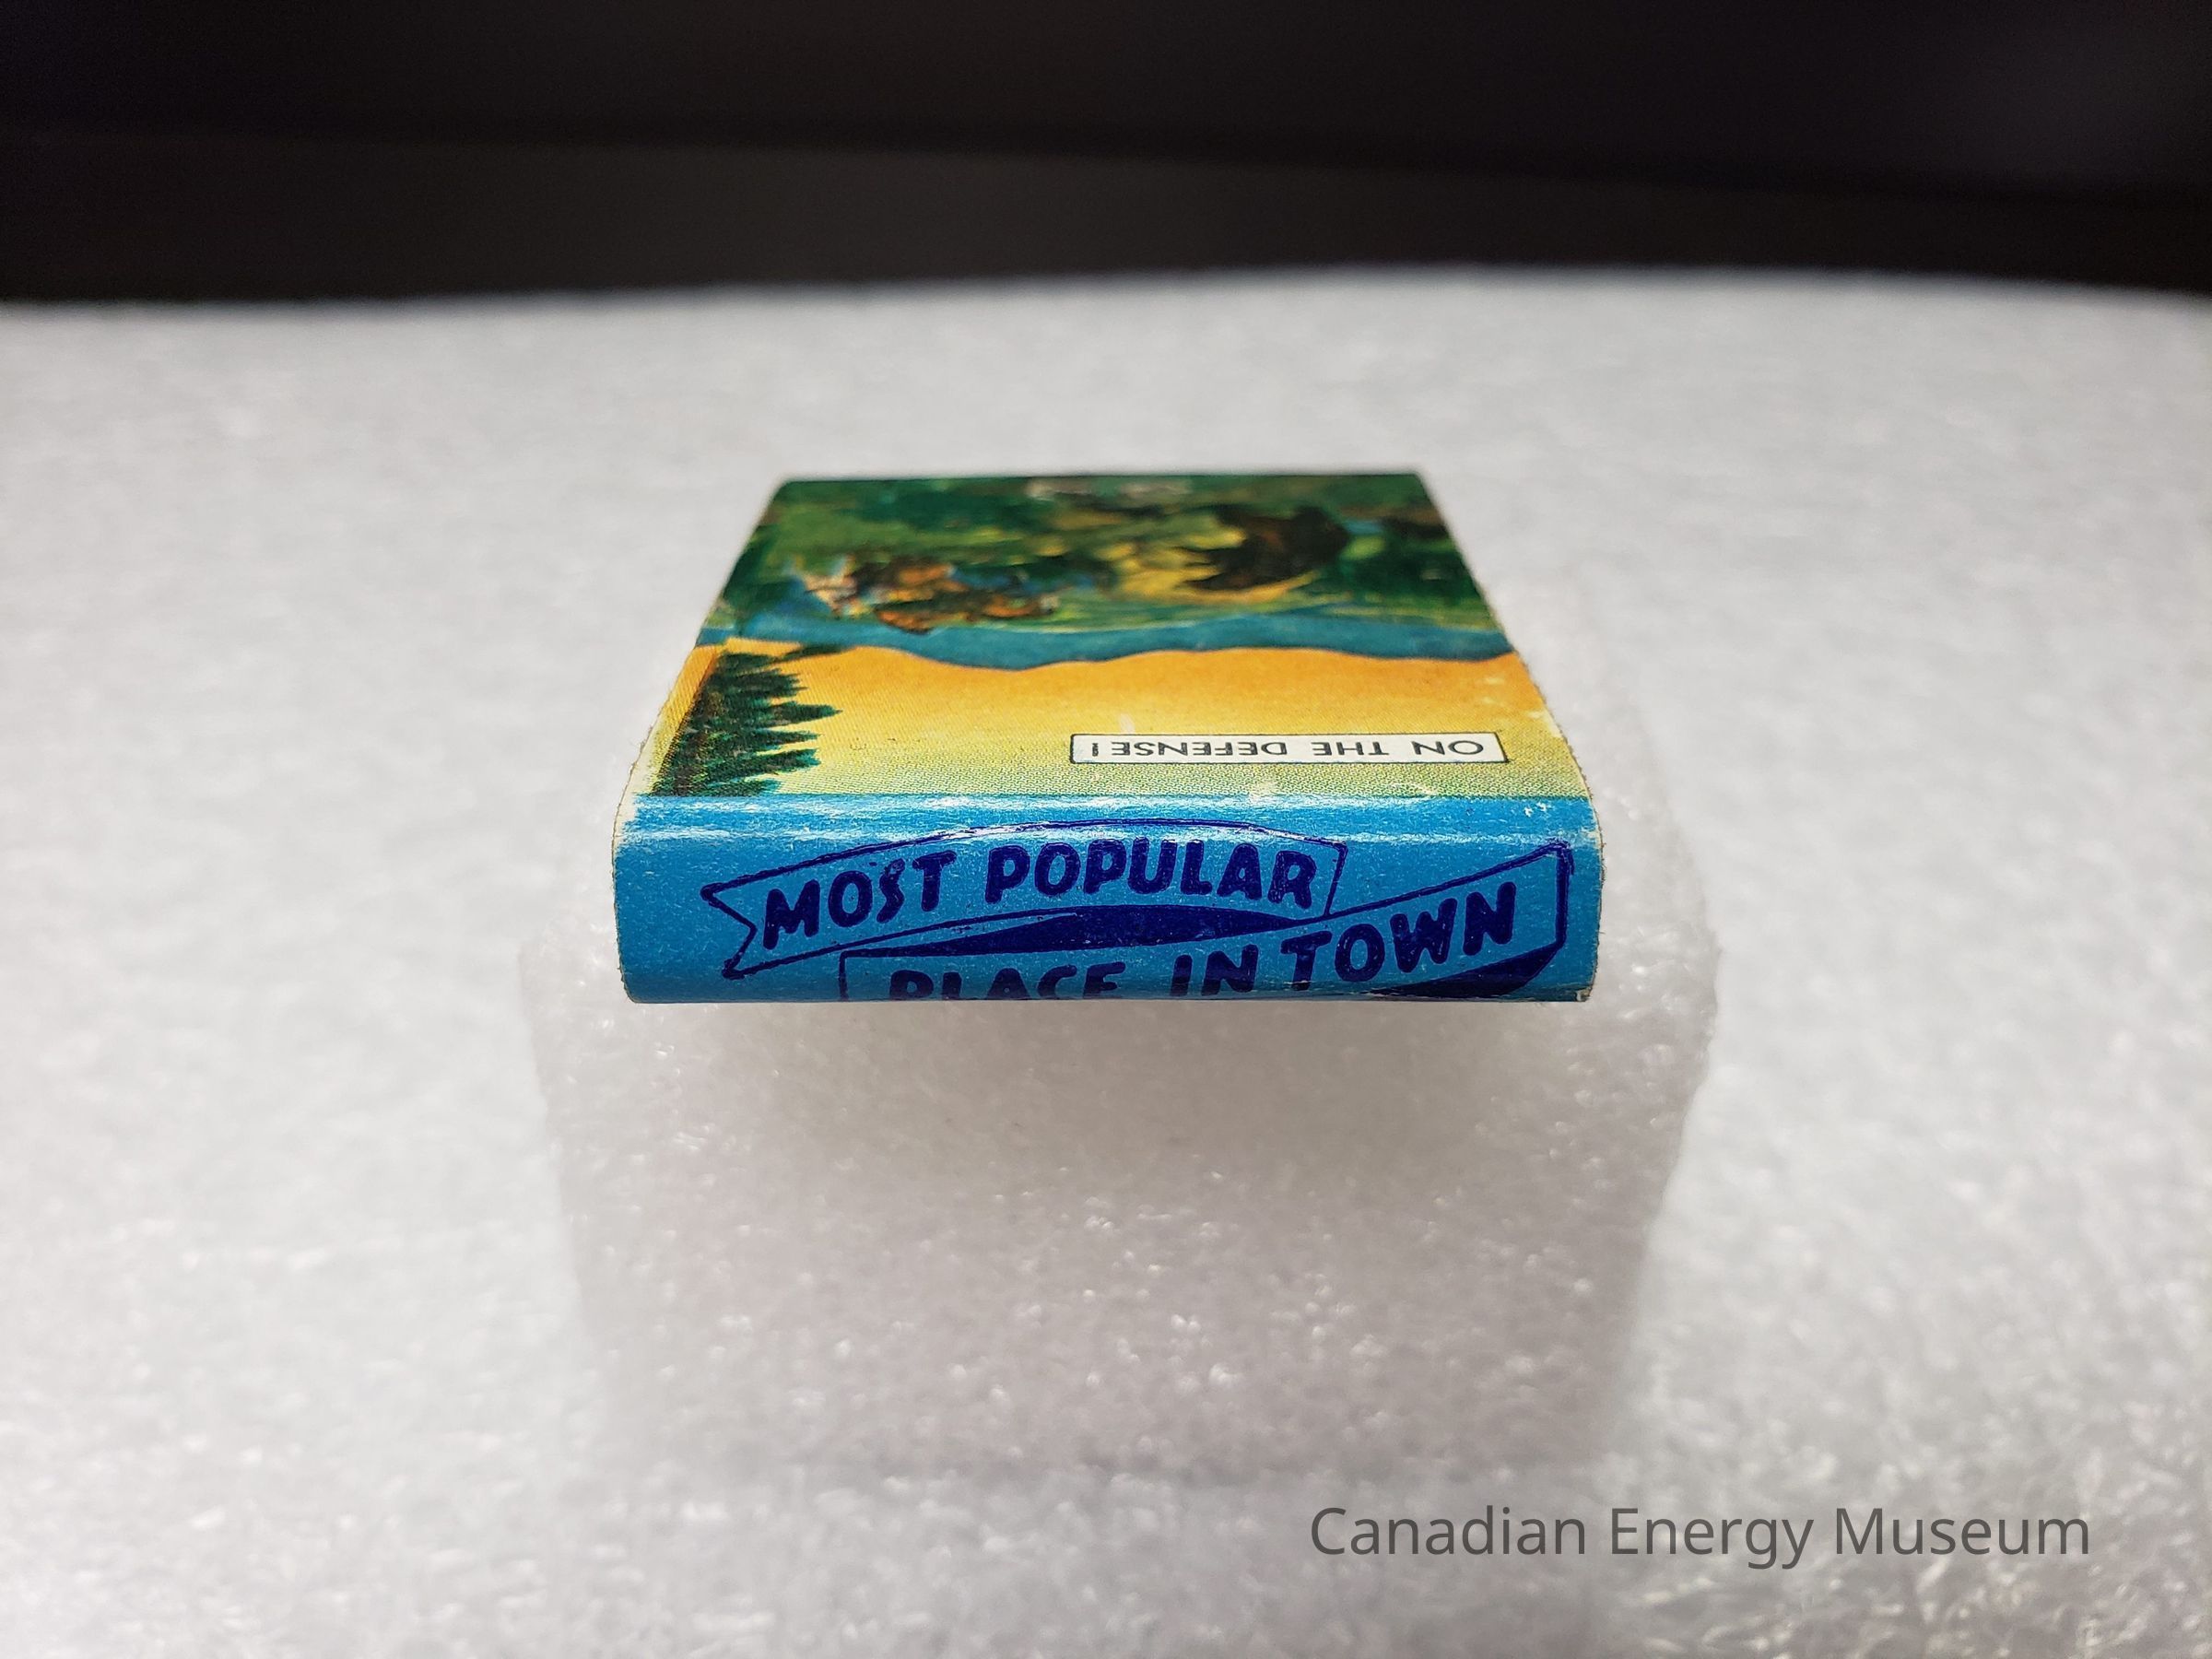 ON THE DEFENSE!
MOST POPULAR
PLACE IN TOWN
Canadian Energy Museum